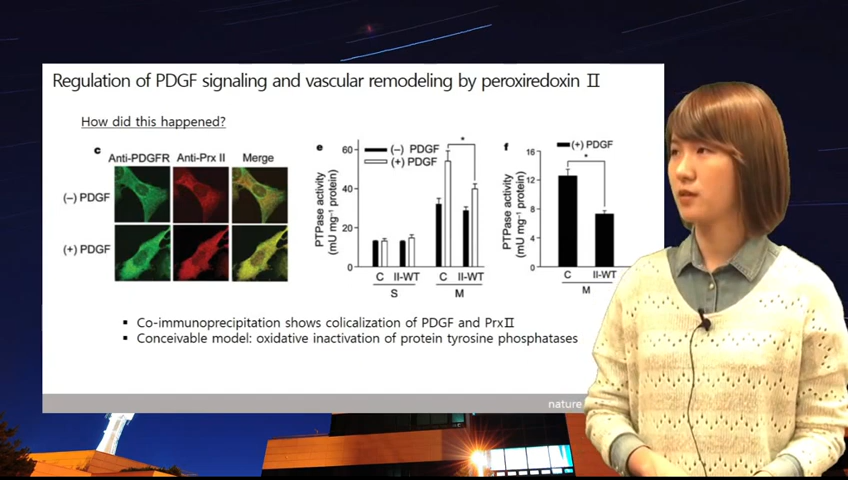 Regulation of PDGF signaling and vascular remodeling by peroxiredoxin II
How did this happened?
c
Anti-PDGFR Anti-Prx II Merge
(−) PDGF
(+) PDGF
e
(−) PDGF
(+) PDGF
*
PTPase activity
(mU mg⁻¹ protein)
60
40
20
0
C II-WT C II-WT
S M
f
(+) PDGF
*
PTPase activity
(mU mg⁻¹ protein)
16
12
8
4
0
C II-WT
M
▪ Co-immunoprecipitation shows colicalization of PDGF and PrxII
▪ Conceivable model: oxidative inactivation of protein tyrosine phosphatases
nature